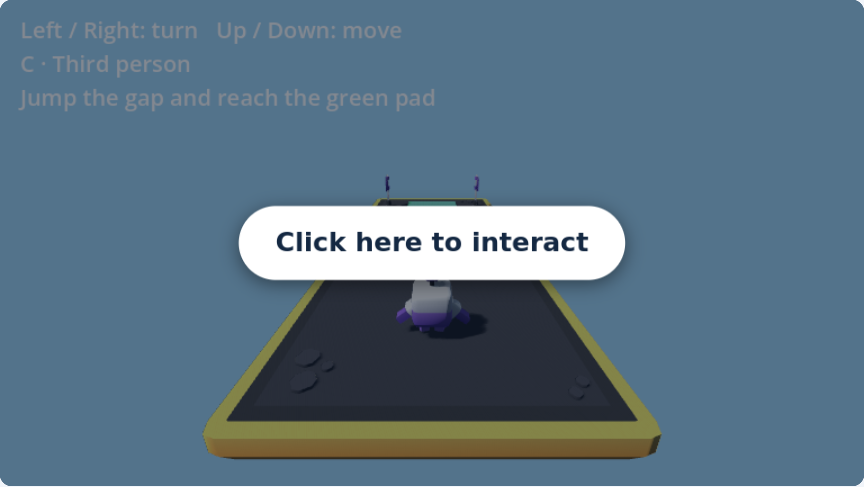 Left / Right: turn   Up / Down: move
C · Third person
Jump the gap and reach the green pad
Click here to interact